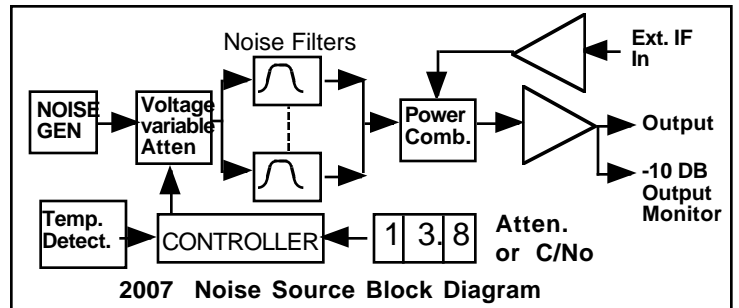 Noise Filters
Ext. IF
In
NOISE
GEN
Voltage
variable
Atten
Power
Comb.
Output
-10 DB
Output
Monitor
Temp.
Detect.
CONTROLLER
1 3. 8
Atten.
or C/No
2007 Noise Source Block Diagram